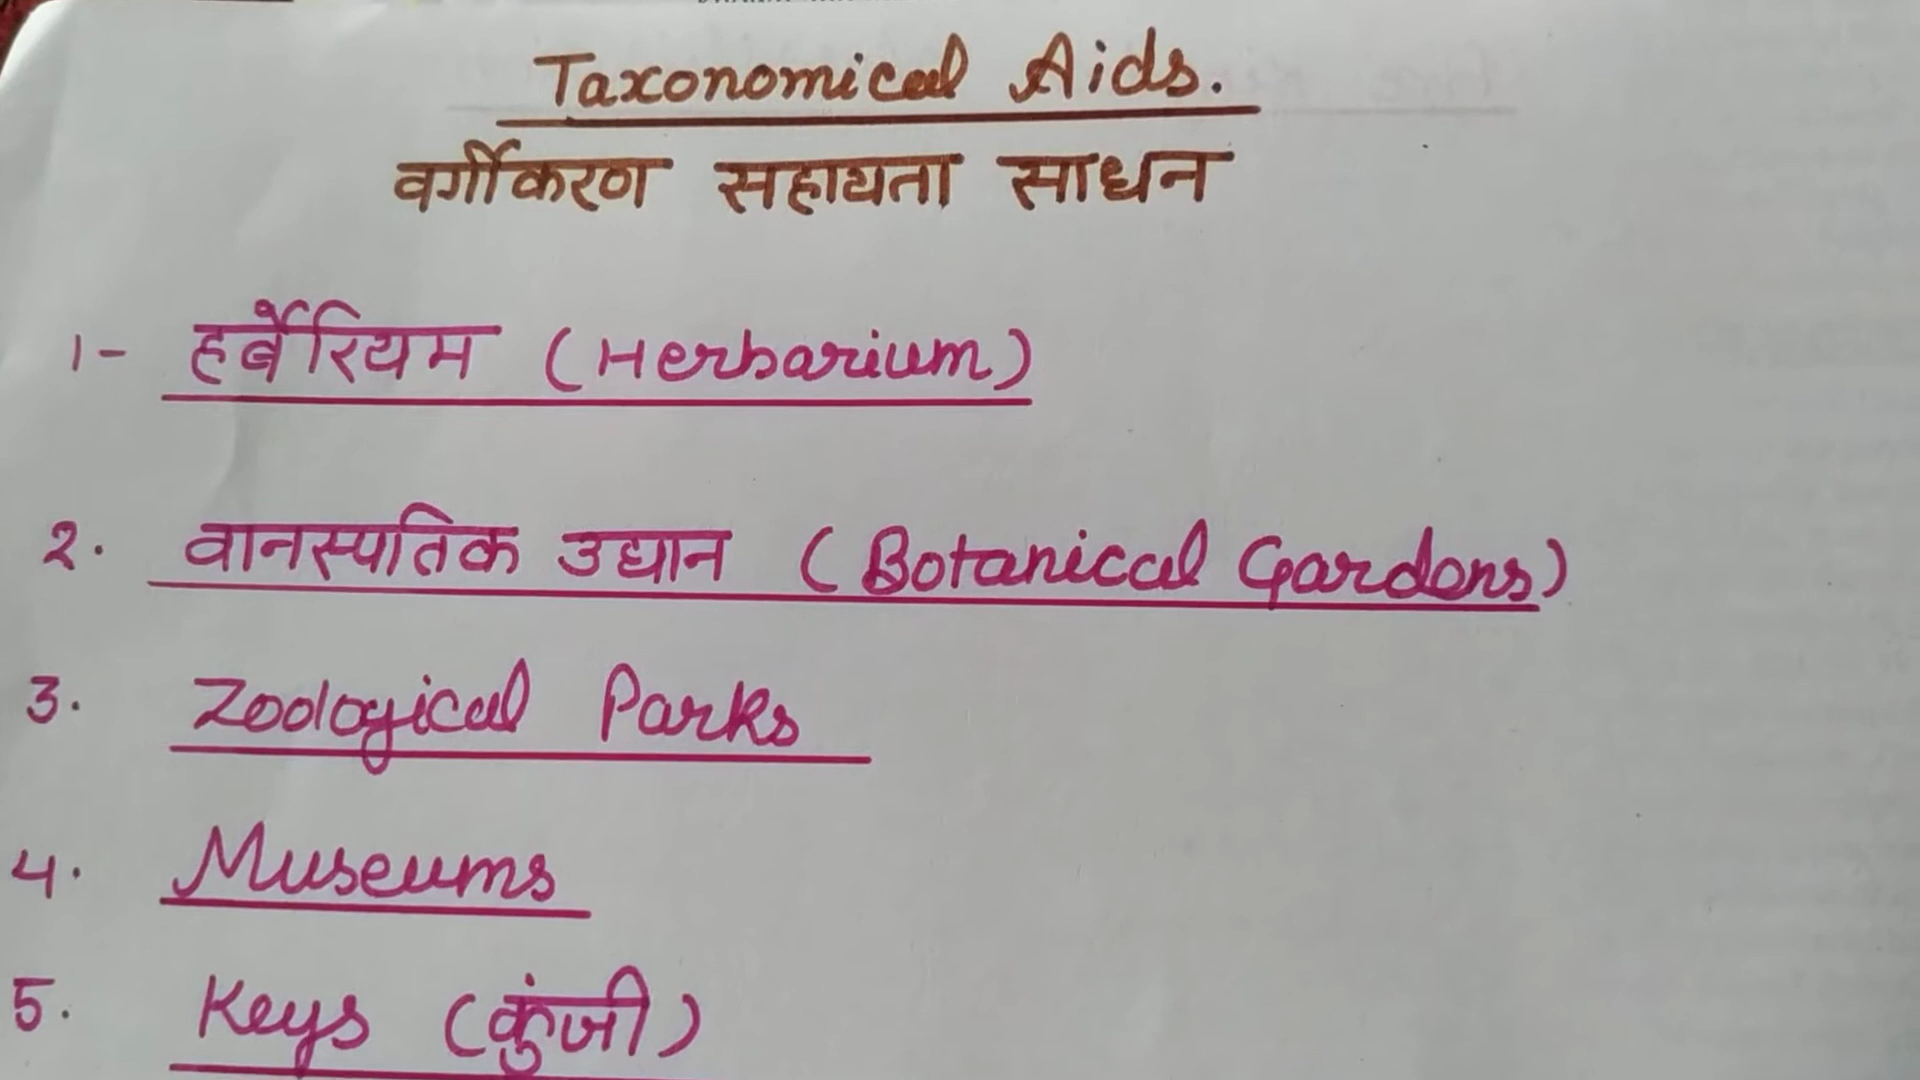 Taxonomical Aids.
वर्गीकरण सहायता साधन
1- हर्बेरियम (Herbarium)
2. वानस्पतिक उद्यान (Botanical Gardens)
3. Zoological Parks
4. Museums
5. Keys (कुंजी)